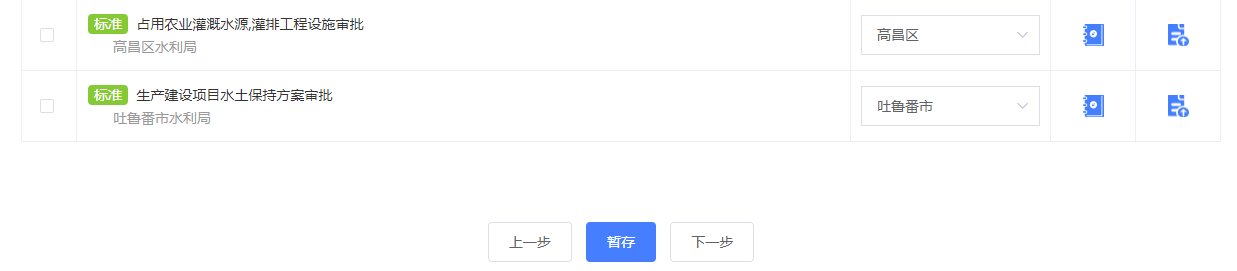 标准 占用农业灌溉水源,灌排工程设施审批
高昌区水利局
高昌区
标准 生产建设项目水土保持方案审批
吐鲁番市水利局
吐鲁番市
上一步 暂存 下一步